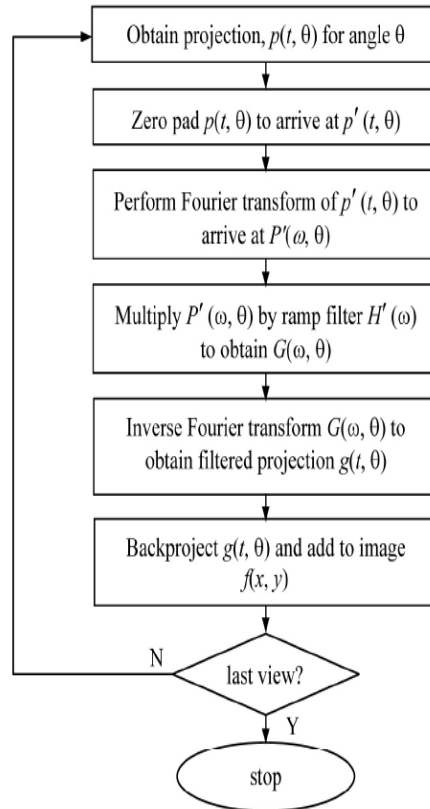 Obtain projection, p(t, θ) for angle θ
Zero pad p(t, θ) to arrive at p′ (t, θ)
Perform Fourier transform of p′ (t, θ) to
arrive at P′(ω, θ)
Multiply P′ (ω, θ) by ramp filter H′ (ω)
to obtain G(ω, θ)
Inverse Fourier transform G(ω, θ) to
obtain filtered projection g(t, θ)
Backproject g(t, θ) and add to image
f(x, y)
N
last view?
Y
stop